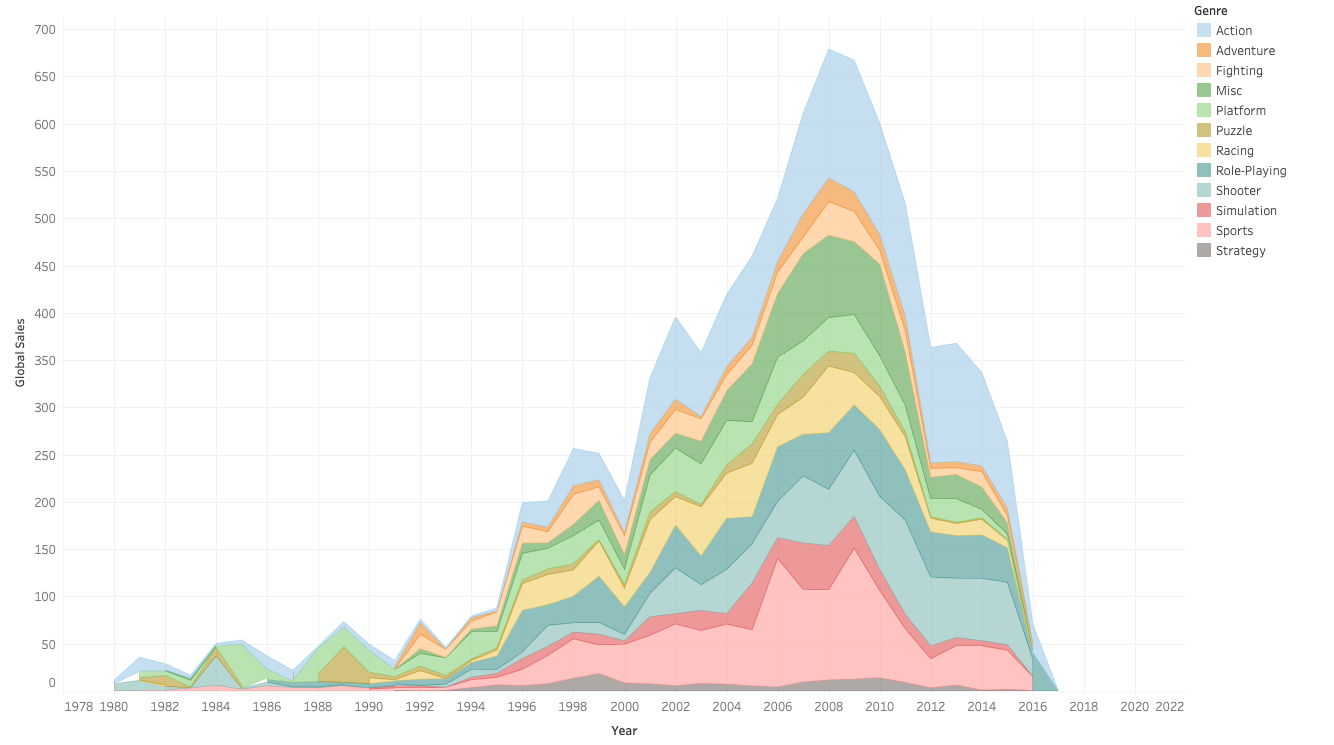 Genre
Action
Adventure
Fighting
Misc
Platform
Puzzle
Racing
Role-Playing
Shooter
Simulation
Sports
Strategy
700
650
600
550
500
450
400
350
300
250
200
150
100
50
0
Global Sales
1978 1980 1982 1984 1986 1988 1990 1992 1994 1996 1998 2000 2002 2004 2006 2008 2010 2012 2014 2016 2018 2020 2022
Year